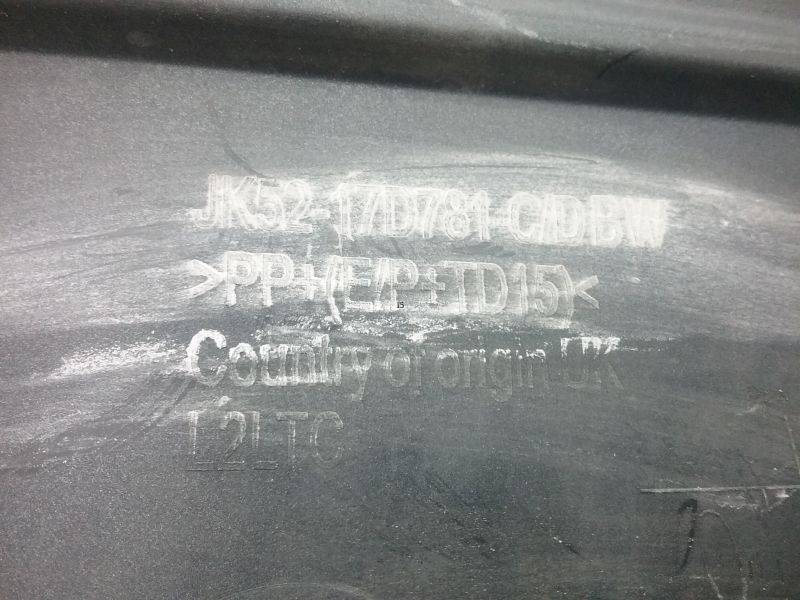 JK52-17D781-C/DBW
>PP+(E/P+TD15)<
Country of origin UK
L2LTC